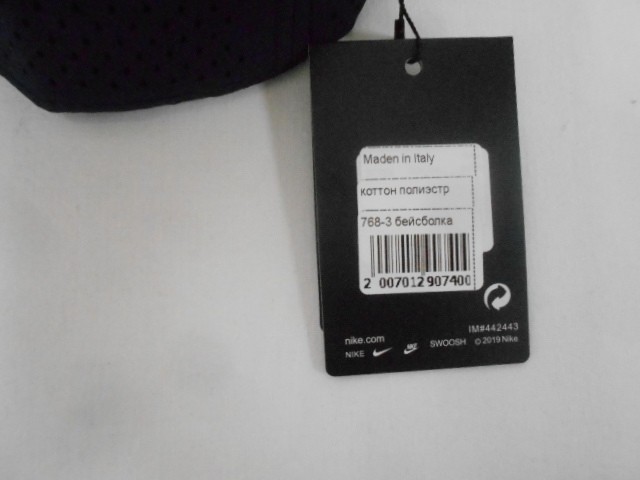 Maden in Italy
коттон полиэстр
768-3 бейсболка
2 007012 907400
IM#442443
nike.com
NIKE SWOOSH © 2019 Nike